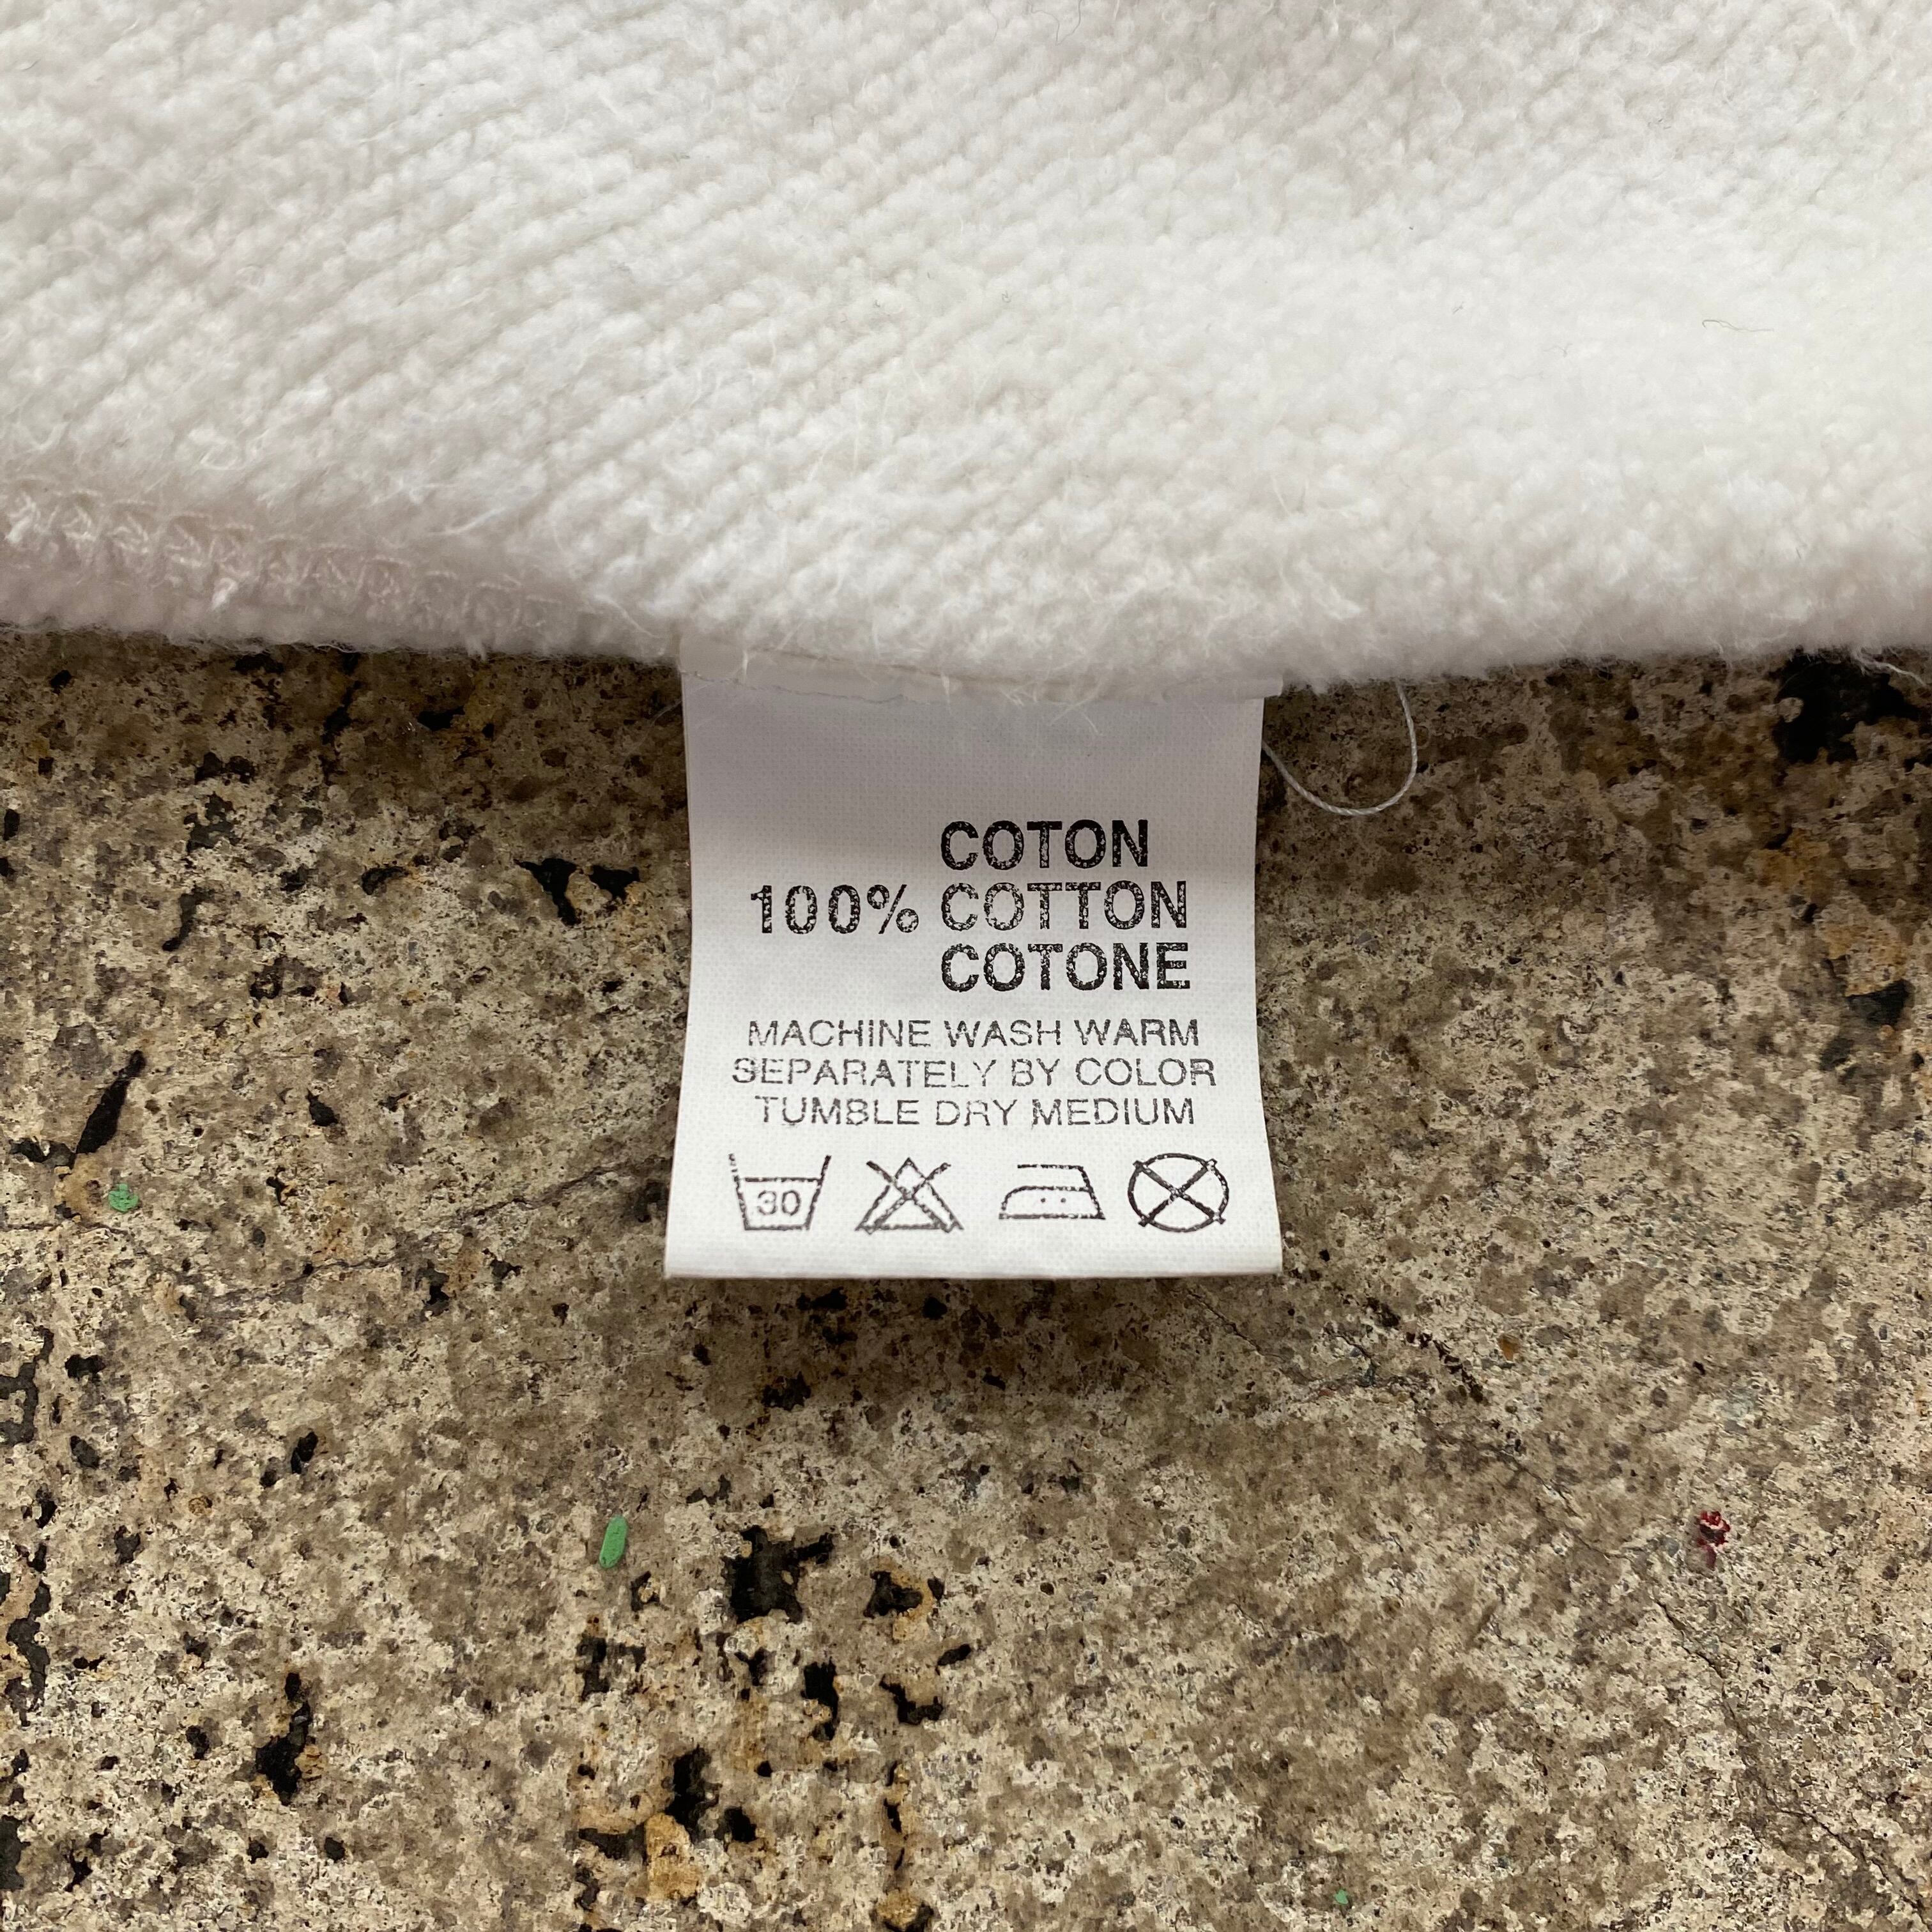 COTON
100% COTTON
COTONE
MACHINE WASH WARM
SEPARATELY BY COLOR
TUMBLE DRY MEDIUM
30